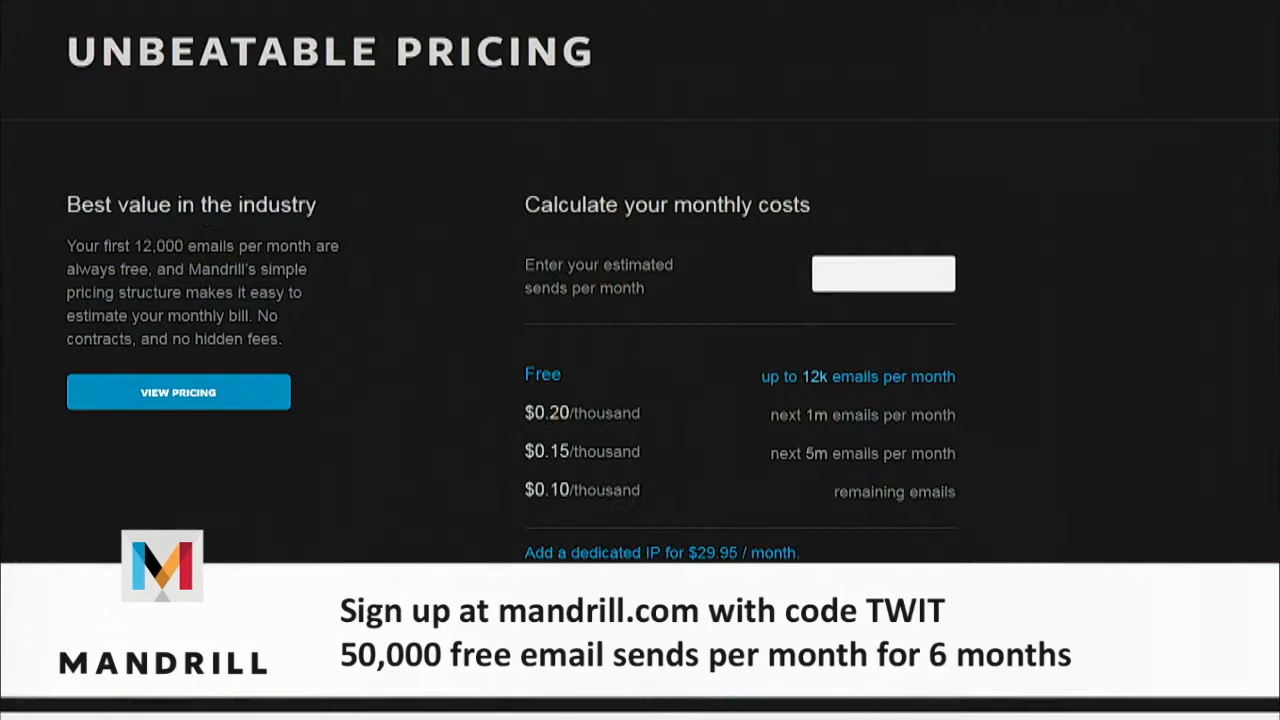 UNBEATABLE PRICING
Best value in the industry
Your first 12,000 emails per month are
always free, and Mandrill's simple
pricing structure makes it easy to
estimate your monthly bill. No
contracts, and no hidden fees.
VIEW PRICING
Calculate your monthly costs
Enter your estimated
sends per month
Free up to 12k emails per month
$0.20/thousand next 1m emails per month
$0.15/thousand next 5m emails per month
$0.10/thousand remaining emails
Add a dedicated IP for $29.95 / month.
M
MANDRILL
Sign up at mandrill.com with code TWIT
50,000 free email sends per month for 6 months